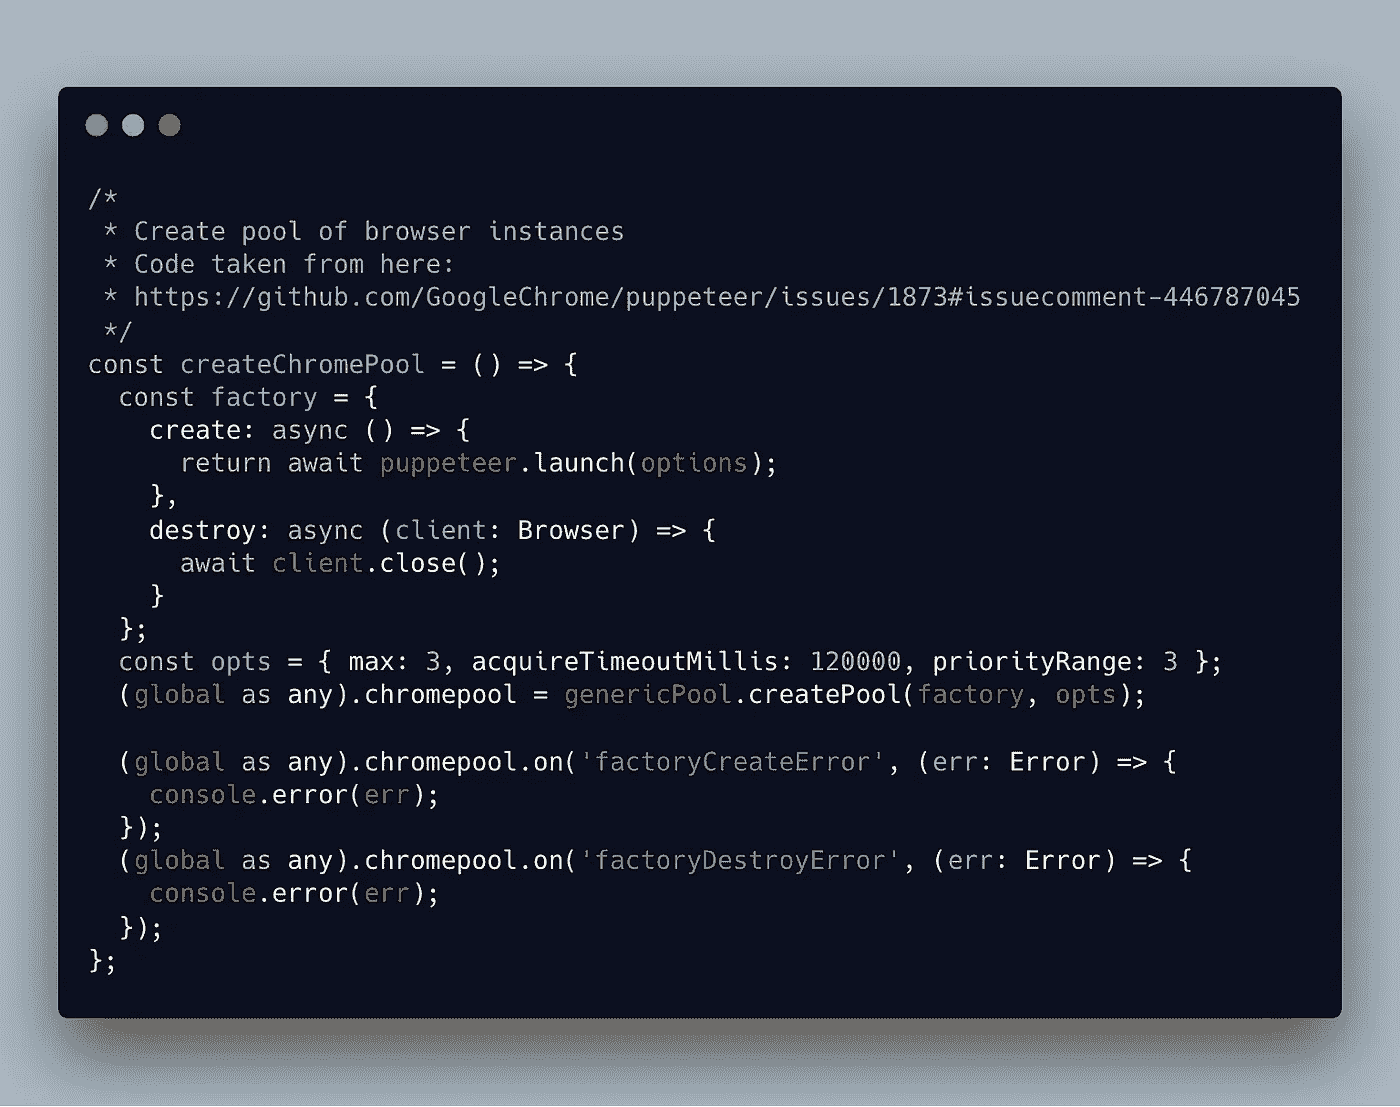 /*
 * Create pool of browser instances
 * Code taken from here:
 * https://github.com/GoogleChrome/puppeteer/issues/1873#issuecomment-446787045
 */
const createChromePool = () => {
  const factory = {
    create: async () => {
      return await puppeteer.launch(options);
    },
    destroy: async (client: Browser) => {
      await client.close();
    }
  };
  const opts = { max: 3, acquireTimeoutMillis: 120000, priorityRange: 3 };
  (global as any).chromepool = genericPool.createPool(factory, opts);

  (global as any).chromepool.on('factoryCreateError', (err: Error) => {
    console.error(err);
  });
  (global as any).chromepool.on('factoryDestroyError', (err: Error) => {
    console.error(err);
  });
};